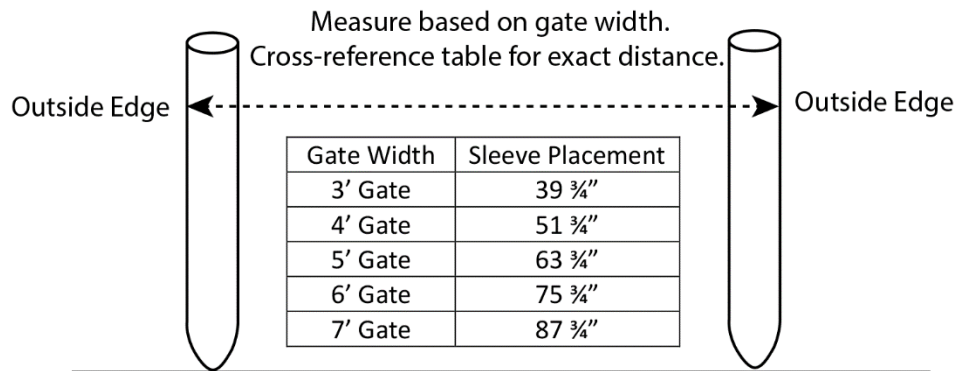 Measure based on gate width.
Cross-reference table for exact distance.
Outside Edge
Outside Edge
Gate Width Sleeve Placement
3’ Gate 39 ¾”
4’ Gate 51 ¾”
5’ Gate 63 ¾”
6’ Gate 75 ¾”
7’ Gate 87 ¾”